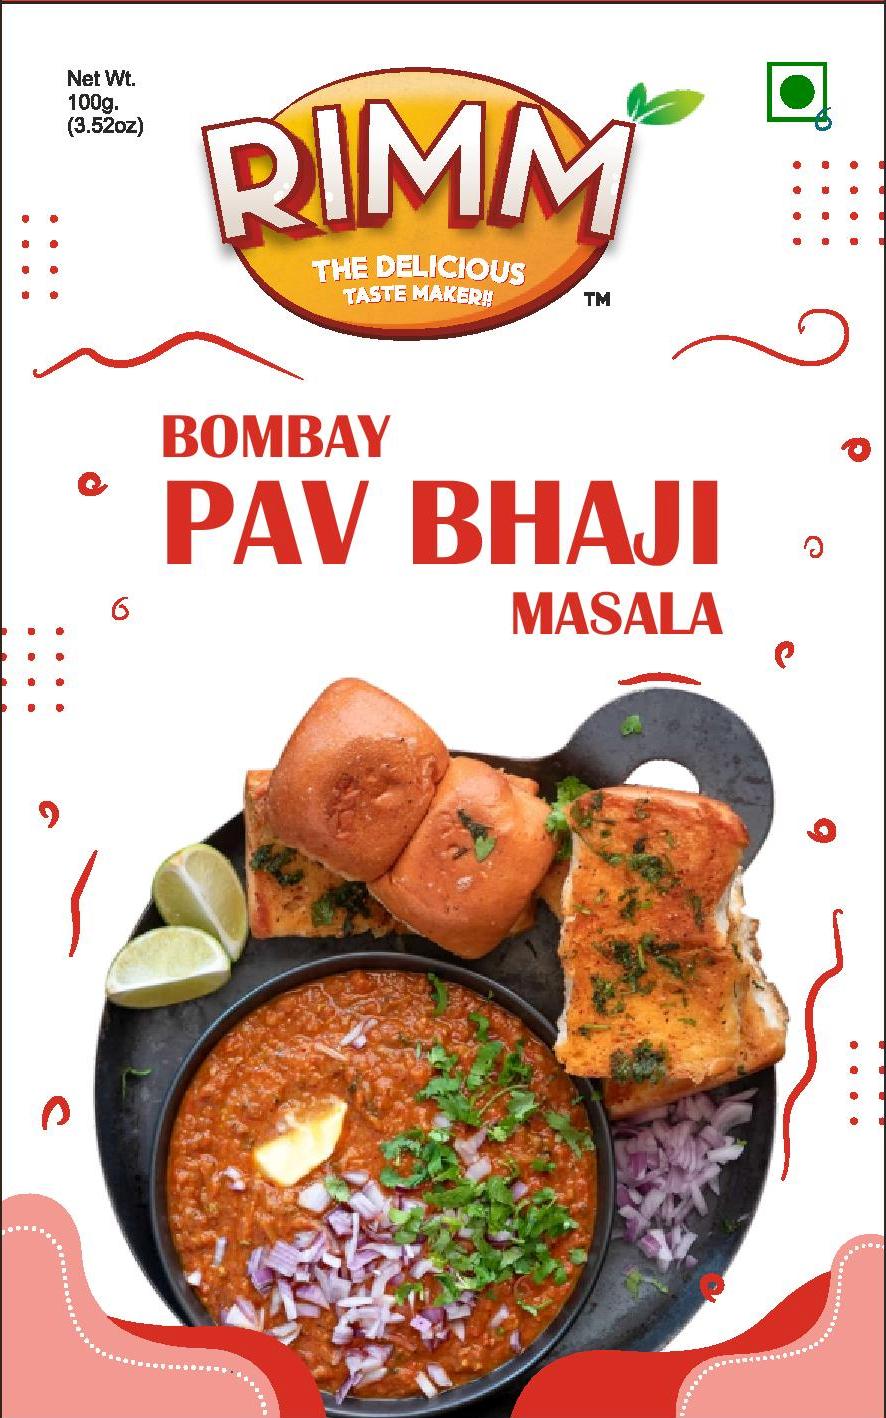 Net Wt.
100g.
(3.52oz)
RIMM
THE DELICIOUS
TASTE MAKER!!
TM
BOMBAY
PAV BHAJI
MASALA